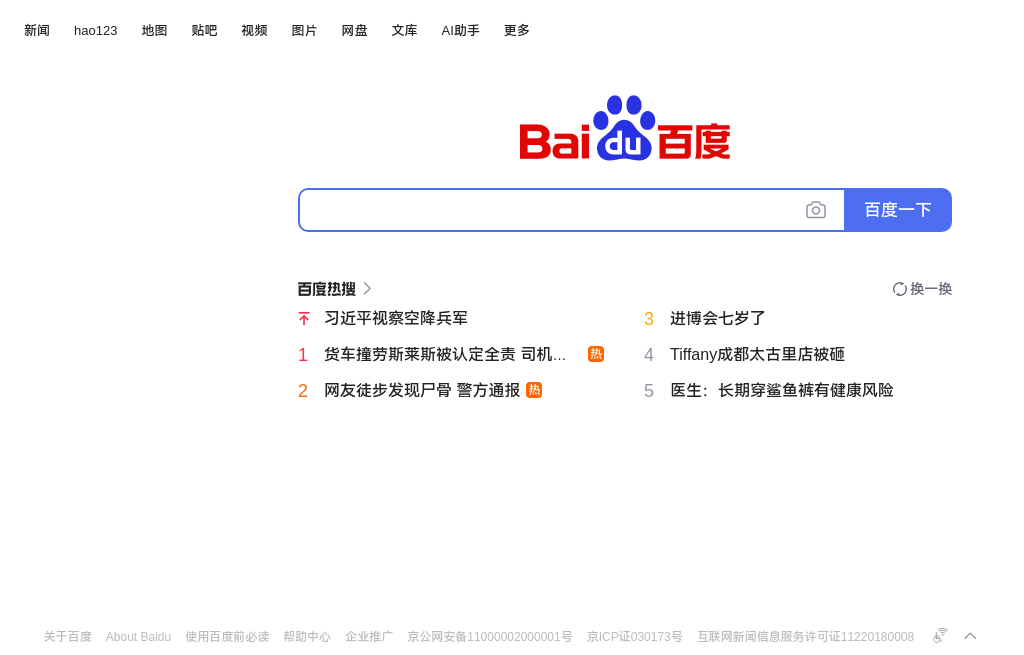 新闻 hao123 地图 贴吧 视频 图片 网盘 文库 AI助手 更多
Bai du 百度
百度一下
百度热搜 换一换
习近平视察空降兵军 3 进博会七岁了
1 货车撞劳斯莱斯被认定全责 司机... 热 4 Tiffany成都太古里店被砸
2 网友徒步发现尸骨 警方通报 热 5 医生：长期穿鲨鱼裤有健康风险
关于百度 About Baidu 使用百度前必读 帮助中心 企业推广 京公网安备11000002000001号 京ICP证030173号 互联网新闻信息服务许可证11220180008